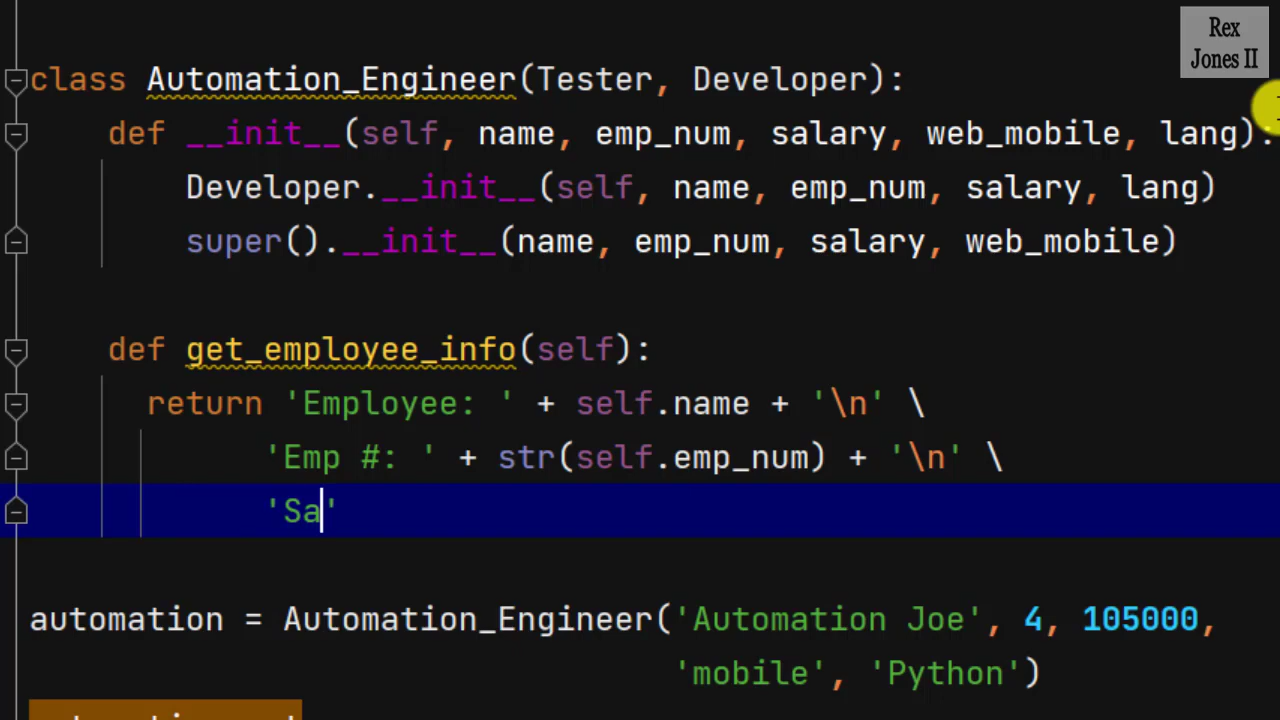 Rex
Jones II
class Automation_Engineer(Tester, Developer):
def __init__(self, name, emp_num, salary, web_mobile, lang):
Developer.__init__(self, name, emp_num, salary, lang)
super().__init__(name, emp_num, salary, web_mobile)
def get_employee_info(self):
return 'Employee: ' + self.name + '\n' \
'Emp #: ' + str(self.emp_num) + '\n' \
'Sa'
automation = Automation_Engineer('Automation Joe', 4, 105000,
'mobile', 'Python')